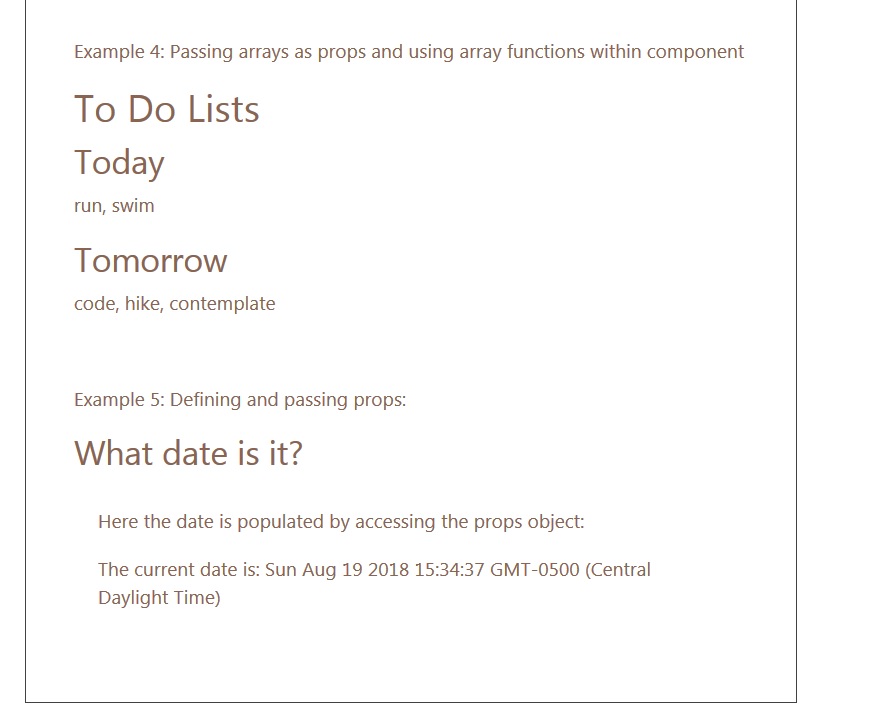 Example 4: Passing arrays as props and using array functions within component
To Do Lists
Today
run, swim
Tomorrow
code, hike, contemplate
Example 5: Defining and passing props:
What date is it?
Here the date is populated by accessing the props object:
The current date is: Sun Aug 19 2018 15:34:37 GMT-0500 (Central
Daylight Time)